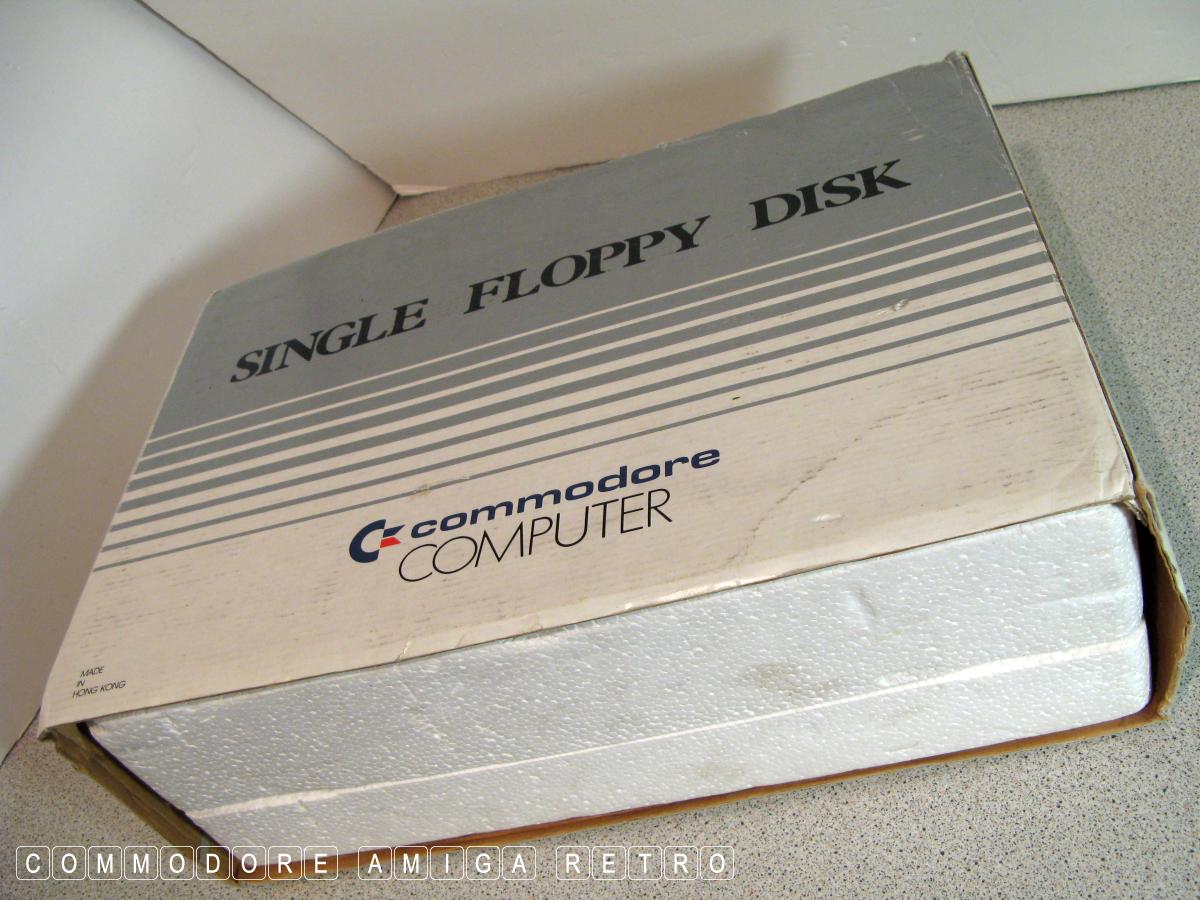 SINGLE FLOPPY DISK
commodore
COMPUTER
MADE
IN
HONG KONG
COMMODORE AMIGA RETRO